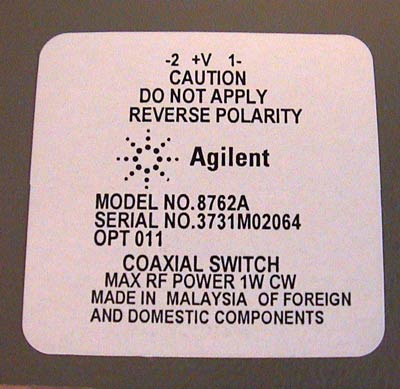 -2 +V 1-
CAUTION
DO NOT APPLY
REVERSE POLARITY
Agilent
MODEL NO.8762A
SERIAL NO.3731M02064
OPT 011
COAXIAL SWITCH
MAX RF POWER 1W CW
MADE IN MALAYSIA OF FOREIGN
AND DOMESTIC COMPONENTS